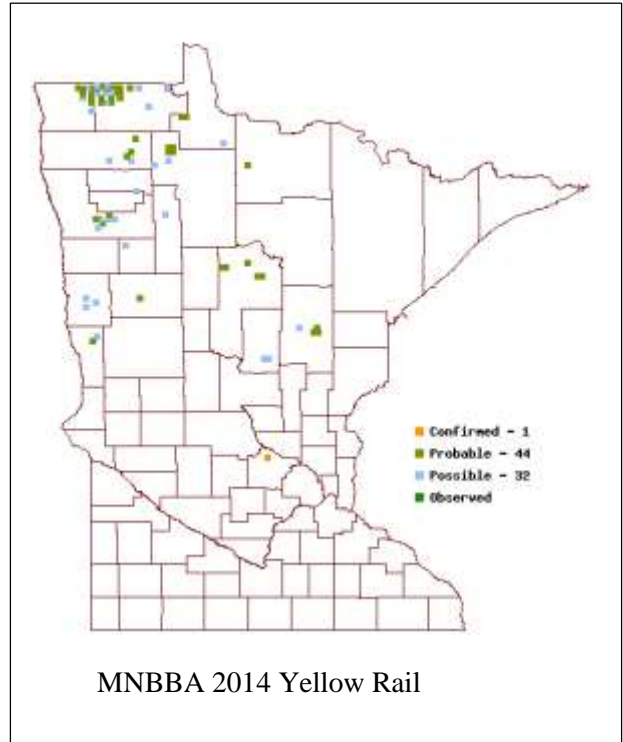 Confirmed - 1
Probable - 44
Possible - 32
Observed
MNBBA 2014 Yellow Rail